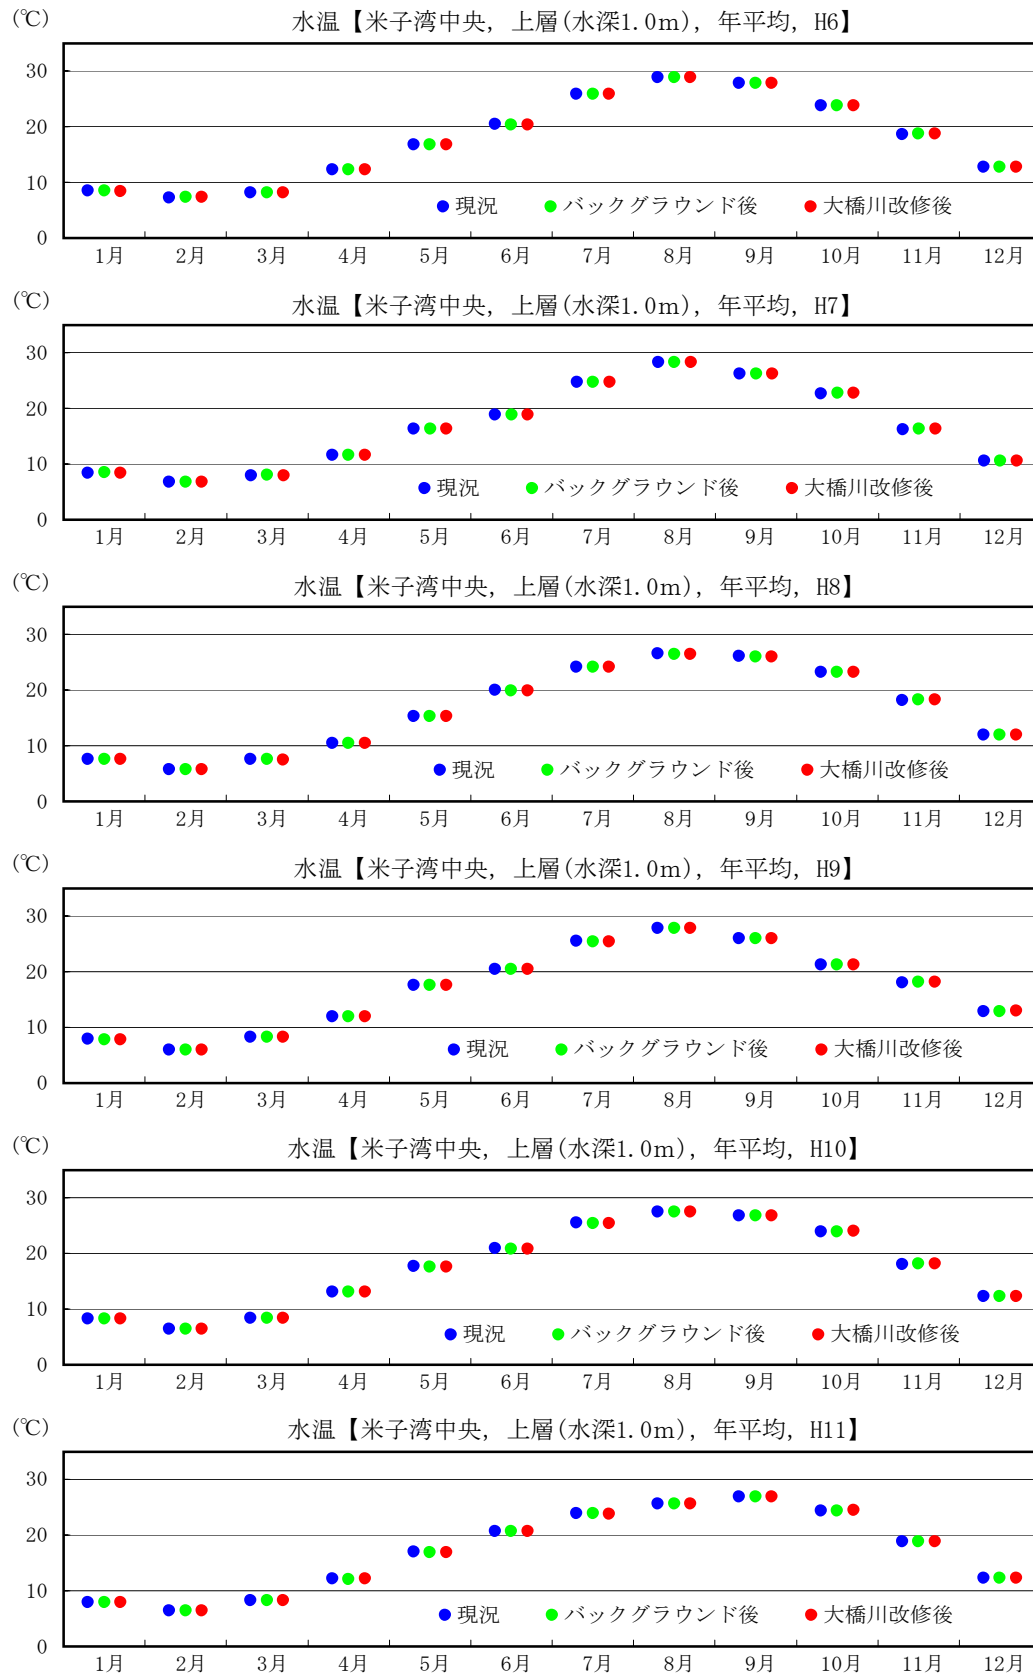 (℃) 水温【米子湾中央, 上層(水深1.0m), 年平均, H6】
30
20
10
● 現況 ● バックグラウンド後 ● 大橋川改修後
0
1月 2月 3月 4月 5月 6月 7月 8月 9月 10月 11月 12月
(℃) 水温【米子湾中央, 上層(水深1.0m), 年平均, H7】
30
20
10
● 現況 ● バックグラウンド後 ● 大橋川改修後
0
1月 2月 3月 4月 5月 6月 7月 8月 9月 10月 11月 12月
(℃) 水温【米子湾中央, 上層(水深1.0m), 年平均, H8】
30
20
10
● 現況 ● バックグラウンド後 ● 大橋川改修後
0
1月 2月 3月 4月 5月 6月 7月 8月 9月 10月 11月 12月
(℃) 水温【米子湾中央, 上層(水深1.0m), 年平均, H9】
30
20
10
● 現況 ● バックグラウンド後 ● 大橋川改修後
0
1月 2月 3月 4月 5月 6月 7月 8月 9月 10月 11月 12月
(℃) 水温【米子湾中央, 上層(水深1.0m), 年平均, H10】
30
20
10
● 現況 ● バックグラウンド後 ● 大橋川改修後
0
1月 2月 3月 4月 5月 6月 7月 8月 9月 10月 11月 12月
(℃) 水温【米子湾中央, 上層(水深1.0m), 年平均, H11】
30
20
10
● 現況 ● バックグラウンド後 ● 大橋川改修後
0
1月 2月 3月 4月 5月 6月 7月 8月 9月 10月 11月 12月